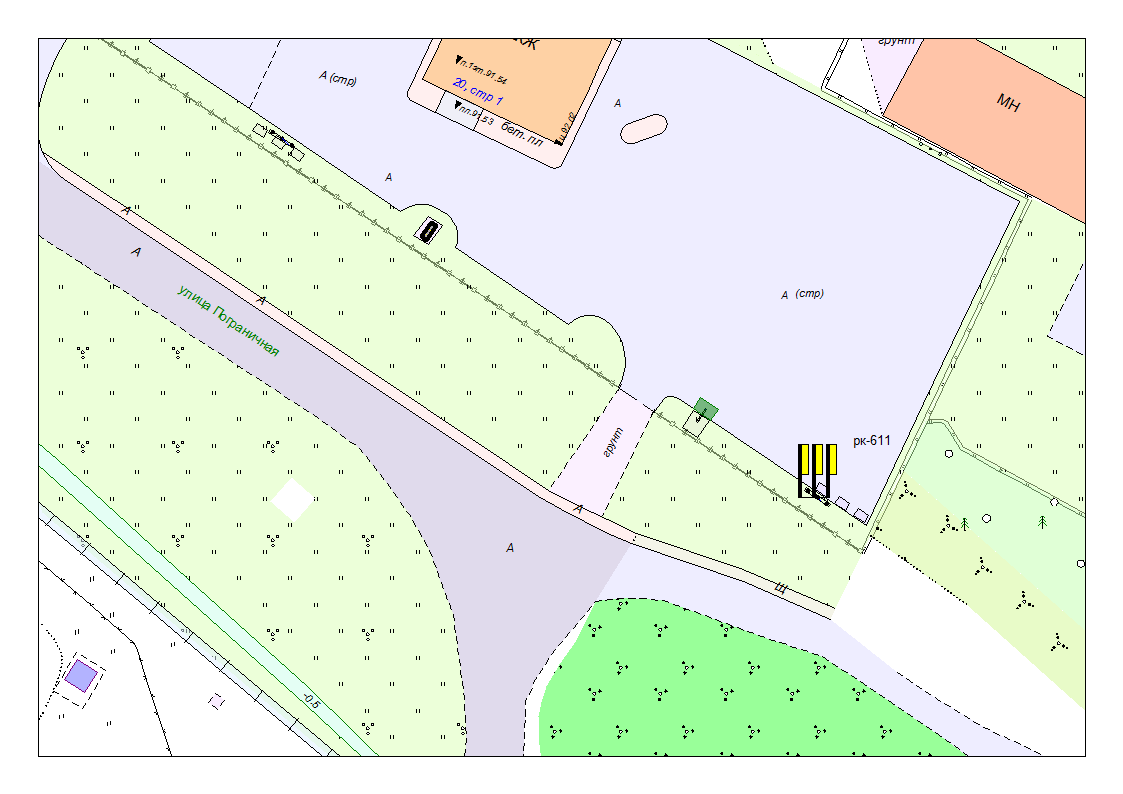 КЖ
грунт
А (стр)
п.1эт.91.54
20, стр 1
пл.91.53
бет. пл
А
МН
А
А
А
А (стр)
улица Пограничная
А
грунт
рк-611
А
А
Щ
-0.5